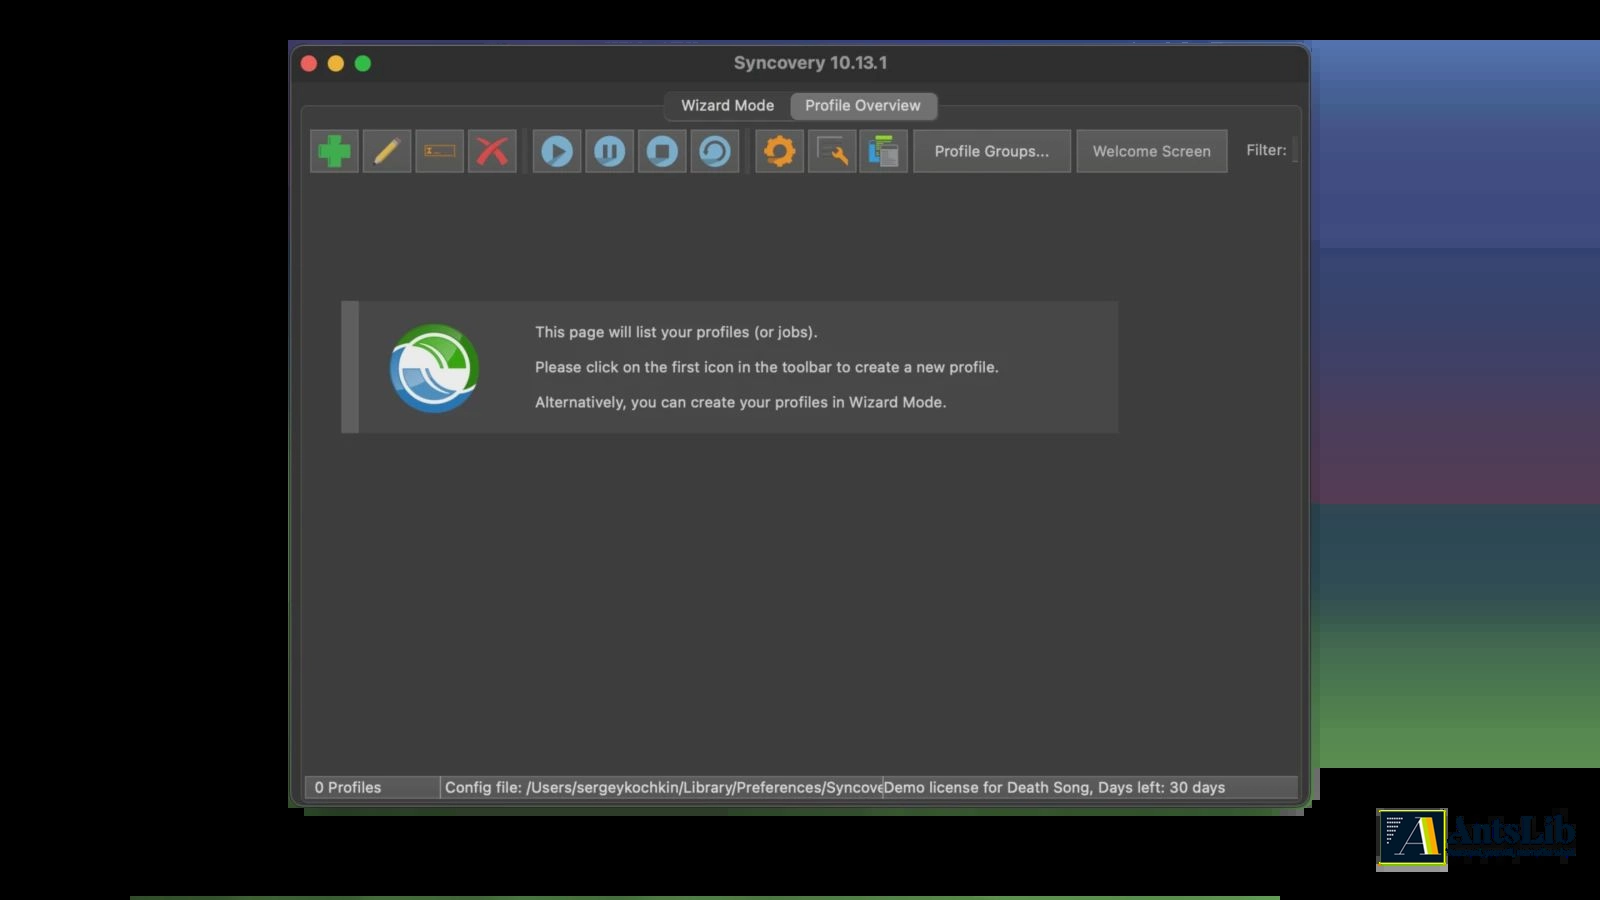 Syncovery 10.13.1
Wizard Mode
Profile Overview
Profile Groups...
Welcome Screen
Filter:
This page will list your profiles (or jobs).
Please click on the first icon in the toolbar to create a new profile.
Alternatively, you can create your profiles in Wizard Mode.
0 Profiles
Config file: /Users/sergeykochkin/Library/Preferences/Syncove
Demo license for Death Song, Days left: 30 days
AntsLib